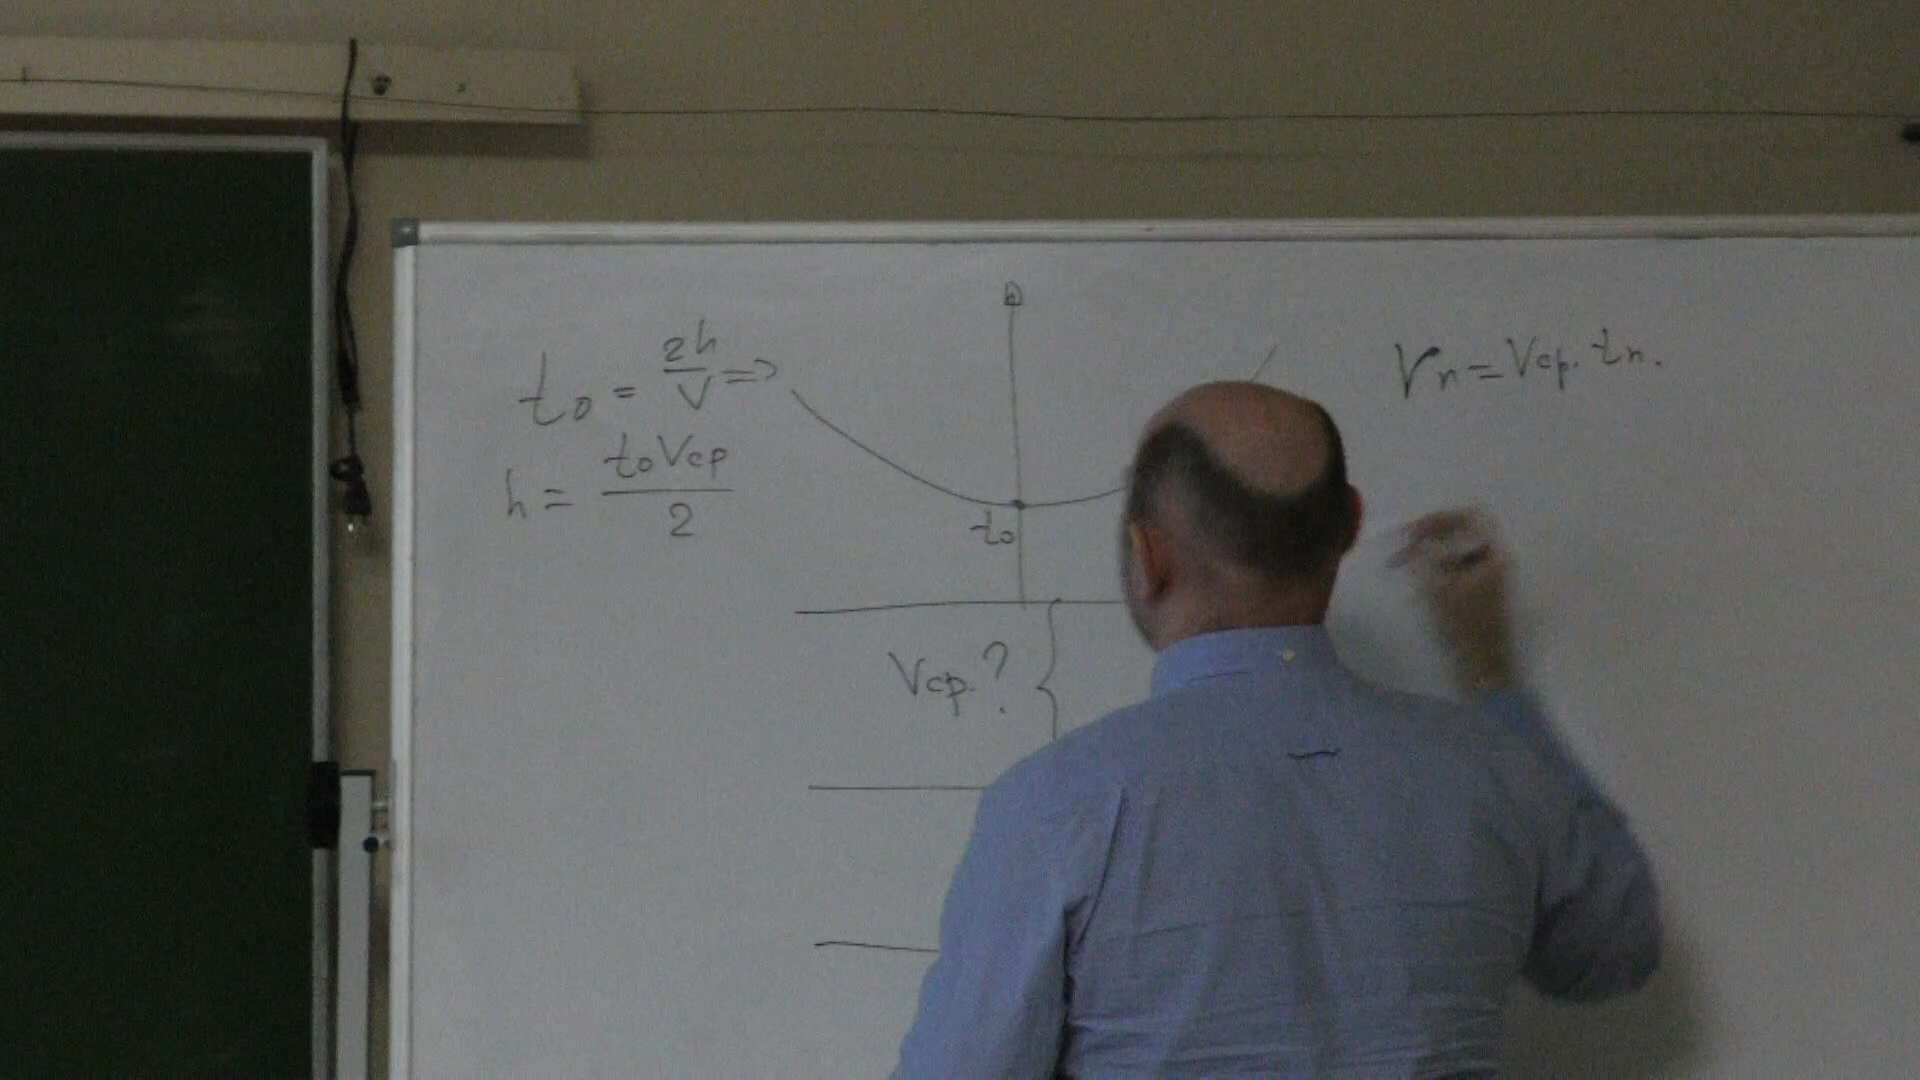 t₀ = 2h/V =>
h = t₀Vср/2
t₀
Vср.?
Vn = Vср. tn.